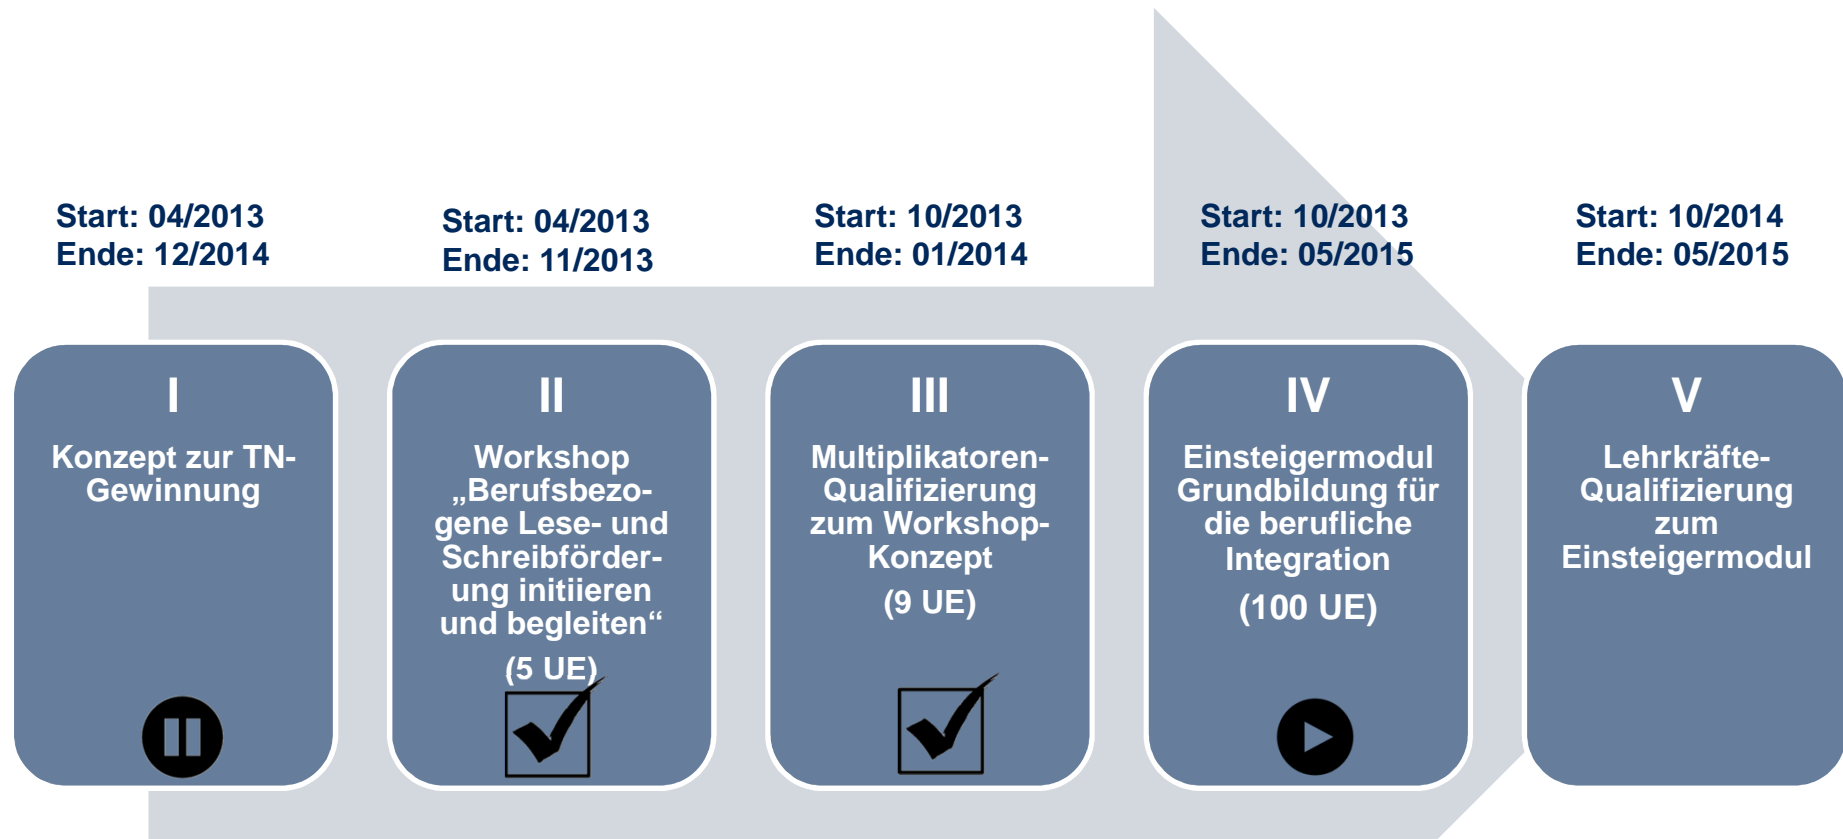 Start: 04/2013
Ende: 12/2014
Start: 04/2013
Ende: 11/2013
Start: 10/2013
Ende: 01/2014
Start: 10/2013
Ende: 05/2015
Start: 10/2014
Ende: 05/2015
I
Konzept zur TN-
Gewinnung
II
Workshop
„Berufsbezo-
gene Lese- und
Schreibförder-
ung initiieren
und begleiten“
(5 UE)
III
Multiplikatoren-
Qualifizierung
zum Workshop-
Konzept
(9 UE)
IV
Einsteigermodul
Grundbildung für
die berufliche
Integration
(100 UE)
V
Lehrkräfte-
Qualifizierung
zum
Einsteigermodul